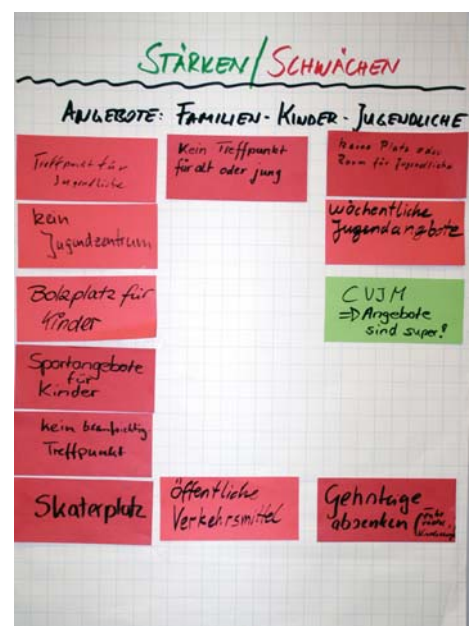 STÄRKEN/SCHWÄCHEN
ANGEBOTE: FAMILIEN-KINDER-JUGENDLICHE
Treffpunkt für
Jugendliche
kein
Jugendzentrum
Bolzplatz für
Kinder
Sportangebote
für
Kinder
kein
Treffpunkt
Skaterplatz
Kein Treffpunkt
für alt oder jung
öffentliche
Verkehrsmittel
keine Platz oder
Raum für Jugendliche
wöchentliche
Jugendangebote
CVJM
=D Angebote
sind super!
Gehntage
absenken